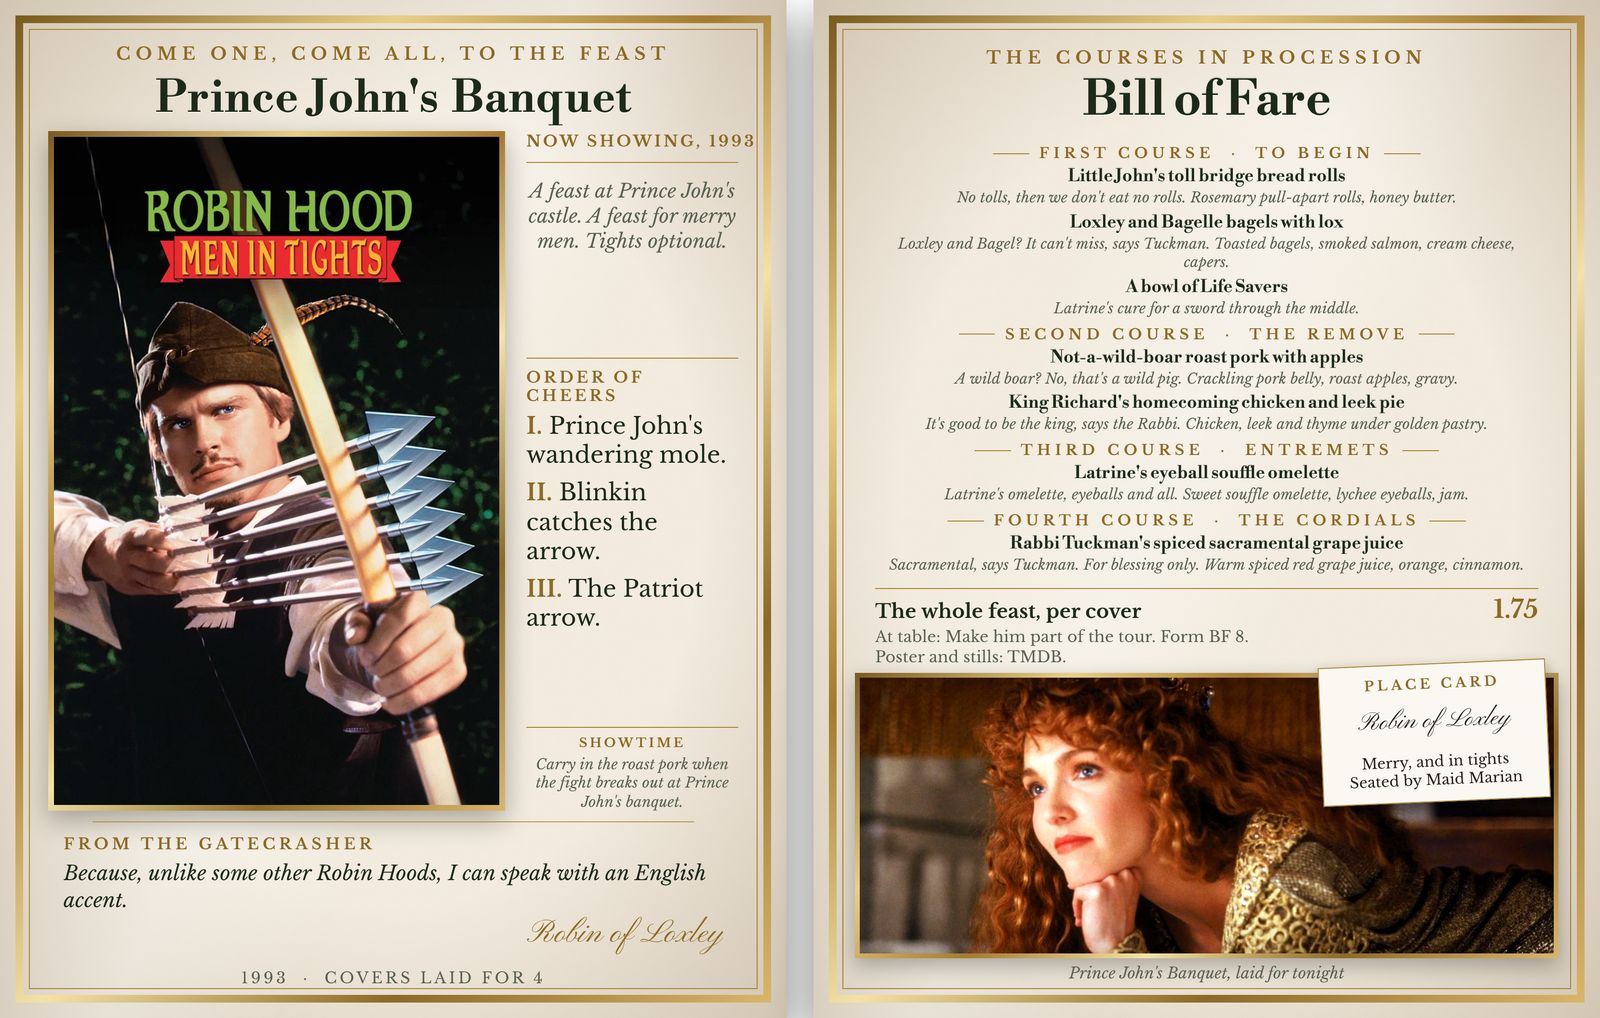 COME ONE, COME ALL, TO THE FEAST
Prince John's Banquet
ROBIN HOOD
MEN IN TIGHTS
NOW SHOWING, 1993
A feast at Prince John's
castle. A feast for merry
men. Tights optional.
ORDER OF
CHEERS
I. Prince John's
wandering mole.
II. Blinkin
catches the
arrow.
III. The Patriot
arrow.
SHOWTIME
Carry in the roast pork when
the fight breaks out at Prince
John's banquet.
FROM THE GATECRASHER
Because, unlike some other Robin Hoods, I can speak with an English
accent.
Robin of Loxley
1993 · COVERS LAID FOR 4
THE COURSES IN PROCESSION
Bill of Fare
FIRST COURSE · TO BEGIN
Little John's toll bridge bread rolls
No tolls, then we don't eat no rolls. Rosemary pull-apart rolls, honey butter.
Loxley and Bagelle bagels with lox
Loxley and Bagel? It can't miss, says Tuckman. Toasted bagels, smoked salmon, cream cheese,
capers.
A bowl of Life Savers
Latrine's cure for a sword through the middle.
SECOND COURSE · THE REMOVE
Not-a-wild-boar roast pork with apples
A wild boar? No, that's a wild pig. Crackling pork belly, roast apples, gravy.
King Richard's homecoming chicken and leek pie
It's good to be the king, says the Rabbi. Chicken, leek and thyme under golden pastry.
THIRD COURSE · ENTREMETS
Latrine's eyeball souffle omelette
Latrine's omelette, eyeballs and all. Sweet souffle omelette, lychee eyeballs, jam.
FOURTH COURSE · THE CORDIALS
Rabbi Tuckman's spiced sacramental grape juice
Sacramental, says Tuckman. For blessing only. Warm spiced red grape juice, orange, cinnamon.
The whole feast, per cover 1.75
At table: Make him part of the tour. Form BF 8.
Poster and stills: TMDB.
PLACE CARD
Robin of Loxley
Merry, and in tights
Seated by Maid Marian
Prince John's Banquet, laid for tonight